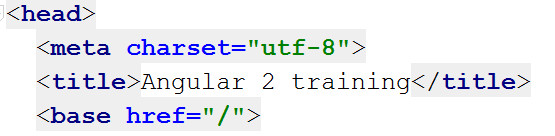 <head>
<meta charset="utf-8">
<title>Angular 2 training</title>
<base href="/">